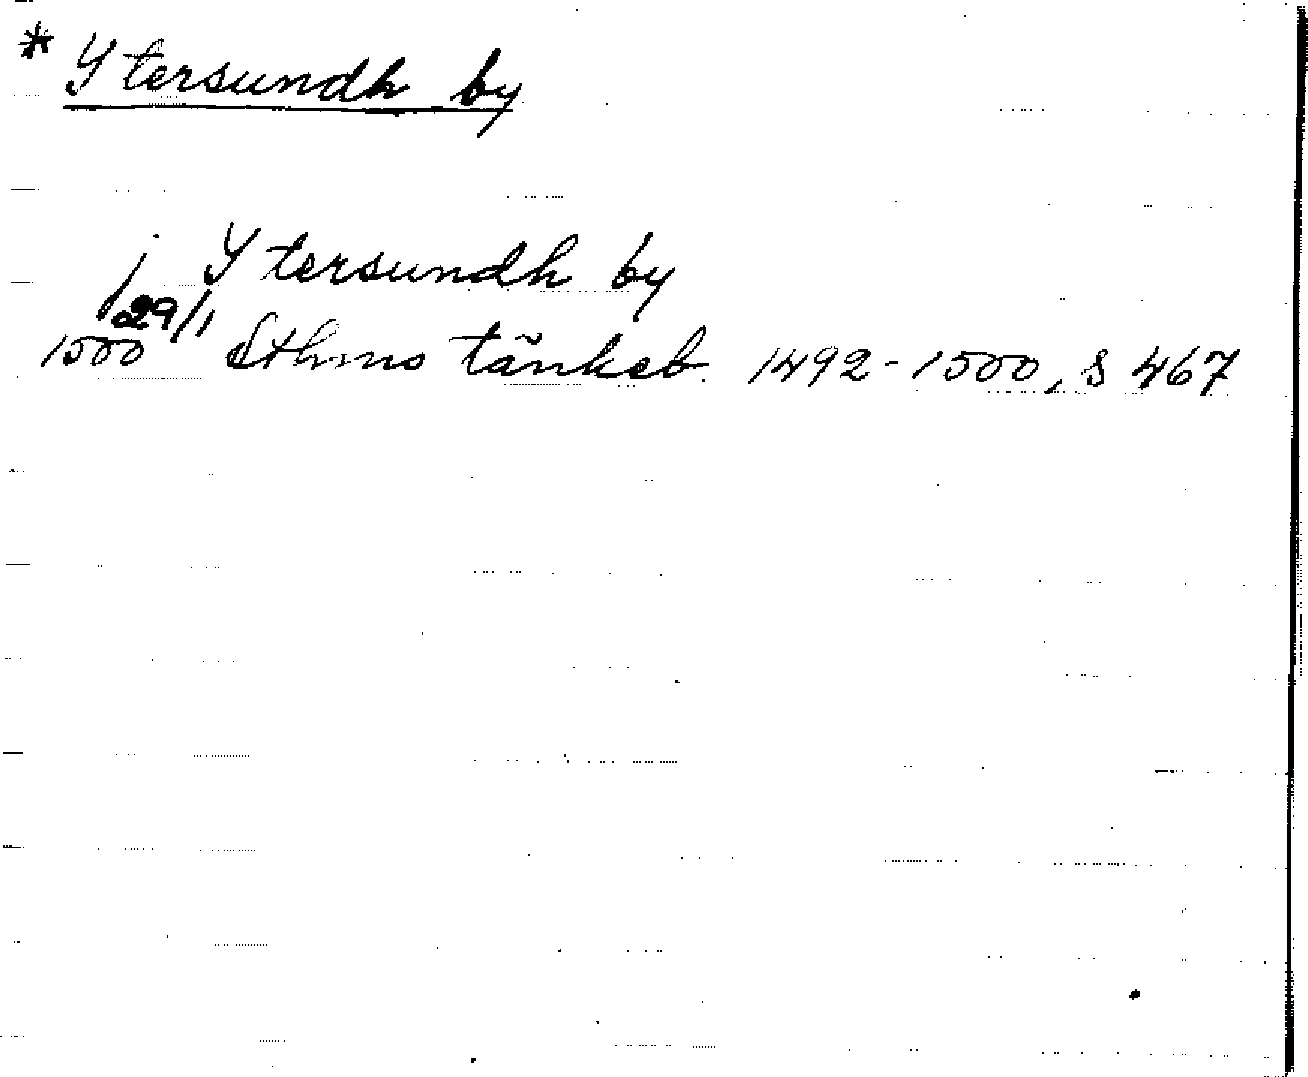 * Ytersundh by
j Ytersundh by
1500 29/1 Sthms tänkeb. 1492-1500, s 467